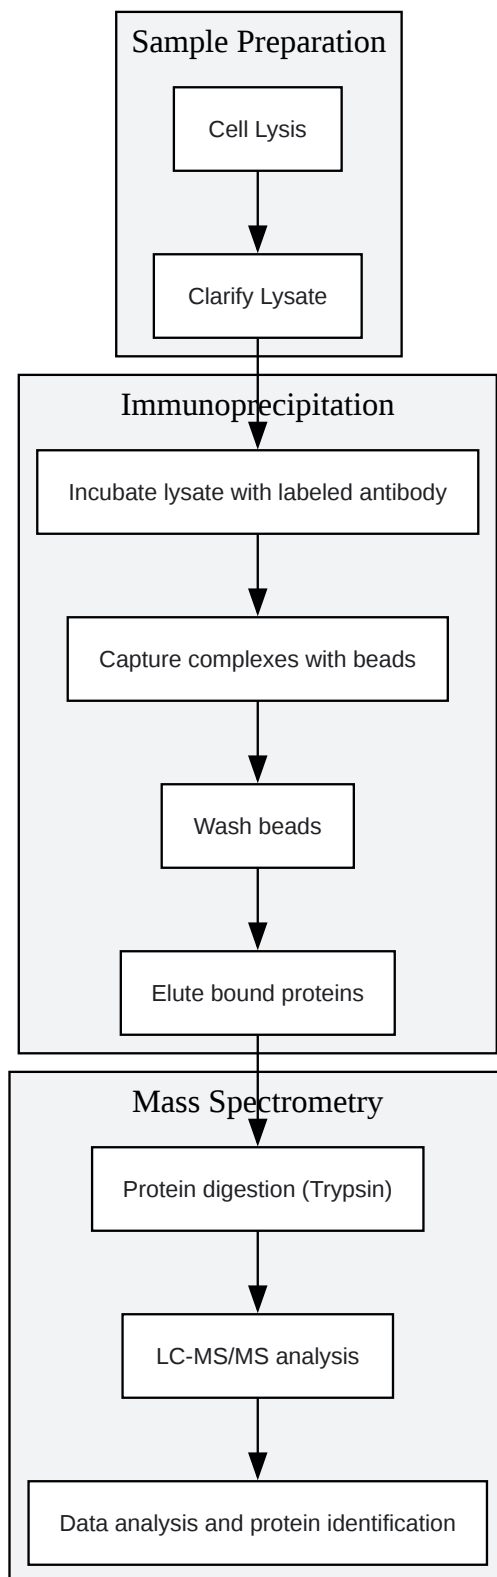 Sample Preparation
Cell Lysis
Clarify Lysate
Immunoprecipitation
Incubate lysate with labeled antibody
Capture complexes with beads
Wash beads
Elute bound proteins
Mass Spectrometry
Protein digestion (Trypsin)
LC-MS/MS analysis
Data analysis and protein identification